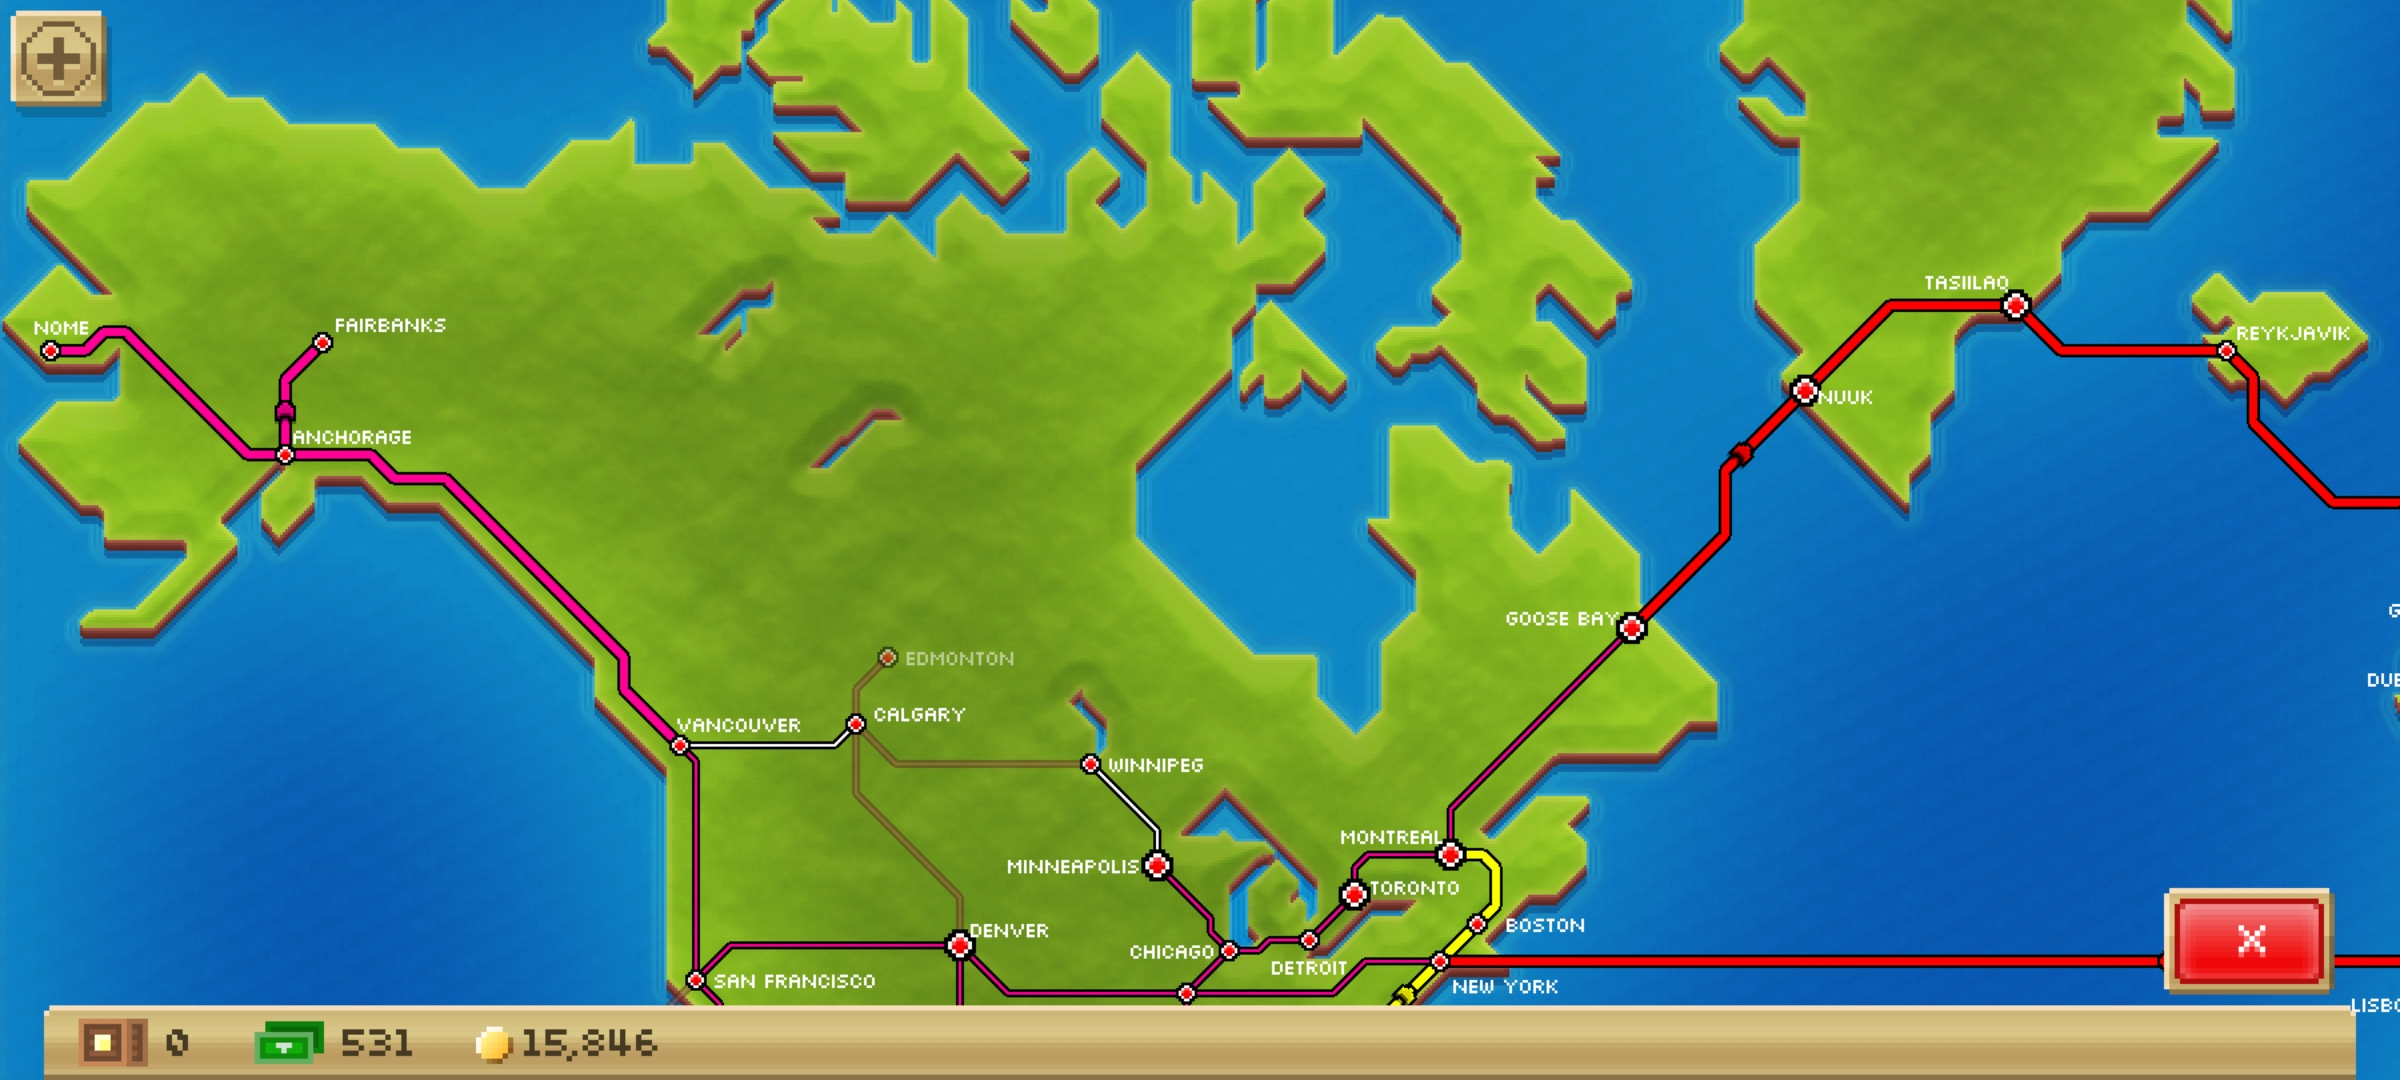 TASIILAQ
NOME
FAIRBANKS
REYKJAVIK
NUUK
ANCHORAGE
GOOSE BAY
EDMONTON
CALGARY
VANCOUVER
WINNIPEG
MONTREAL
MINNEAPOLIS
TORONTO
BOSTON
DENVER
CHICAGO
DETROIT
SAN FRANCISCO
NEW YORK
X
0 531 15,846